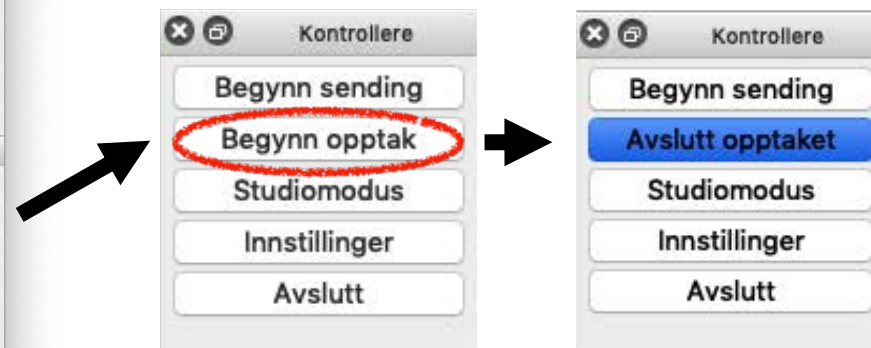 Kontrollere
Begynn sending
Begynn opptak
Studiomodus
Innstillinger
Avslutt
Kontrollere
Begynn sending
Avslutt opptaket
Studiomodus
Innstillinger
Avslutt